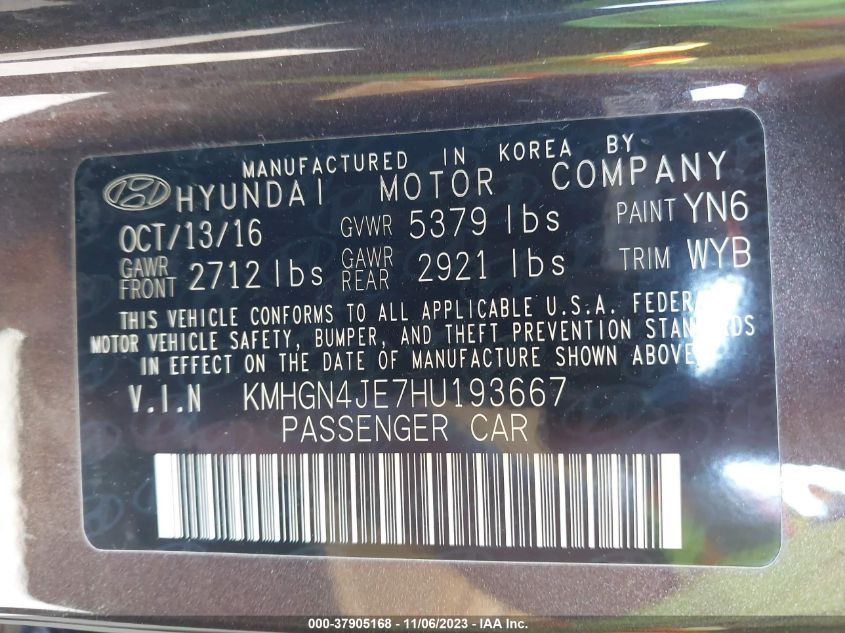 MANUFACTURED IN KOREA BY
HYUNDAI MOTOR COMPANY
OCT/13/16 GVWR 5379 lbs PAINT YN6
GAWR FRONT 2712 lbs GAWR REAR 2921 lbs TRIM WYB
THIS VEHICLE CONFORMS TO ALL APPLICABLE U.S.A. FEDERAL
MOTOR VEHICLE SAFETY, BUMPER, AND THEFT PREVENTION STANDARDS
IN EFFECT ON THE DATE OF MANUFACTURE SHOWN ABOVE.
V.I.N KMHGN4JE7HU193667
PASSENGER CAR
000-37905168 - 11/06/2023 - © IAA, Inc.